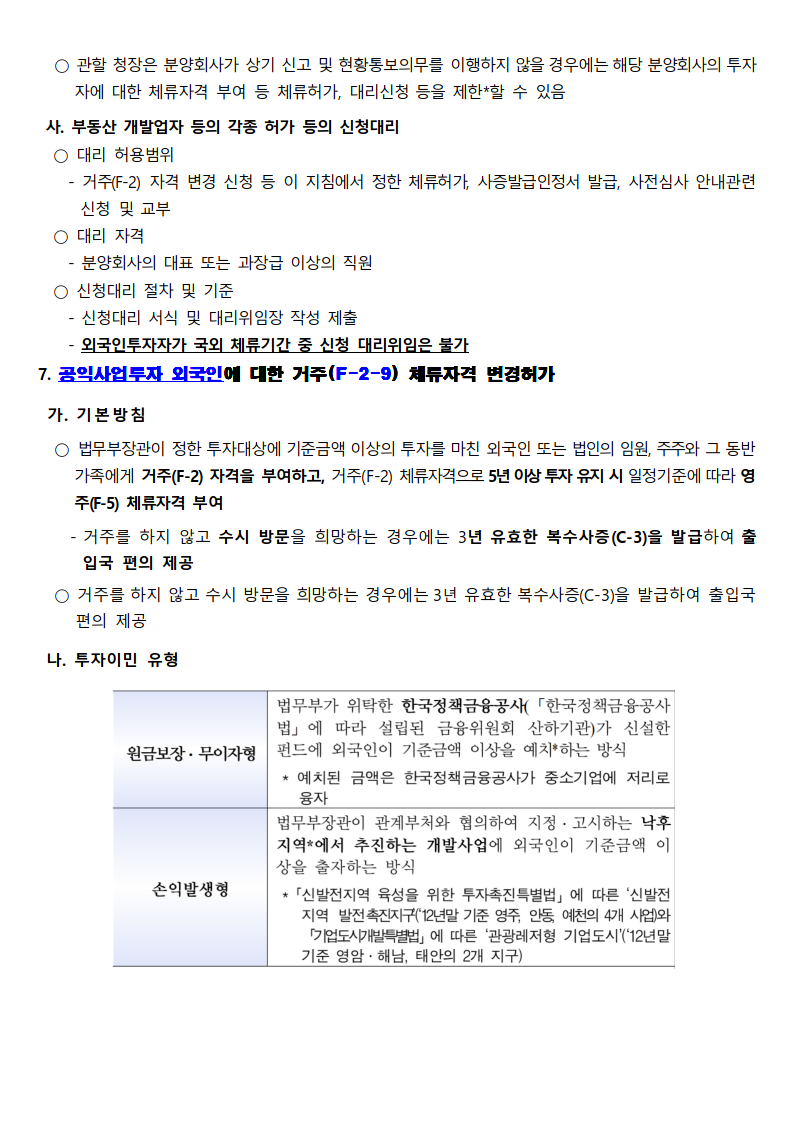 ○ 관할 청장은 분양회사가 상기 신고 및 현황통보의무를 이행하지 않을 경우에는 해당 분양회사의 투자
자에 대한 체류자격 부여 등 체류허가, 대리신청 등을 제한*할 수 있음
사. 부동산 개발업자 등의 각종 허가 등의 신청대리
○ 대리 허용범위
- 거주(F-2) 자격 변경 신청 등 이 지침에서 정한 체류허가, 사증발급인정서 발급, 사전심사 안내관련
신청 및 교부
○ 대리 자격
- 분양회사의 대표 또는 과장급 이상의 직원
○ 신청대리 절차 및 기준
- 신청대리 서식 및 대리위임장 작성 제출
- 외국인투자자가 국외 체류기간 중 신청 대리위임은 불가
7. 공익사업투자 외국인에 대한 거주(F-2-9) 체류자격 변경허가
가. 기본방침
○ 법무부장관이 정한 투자대상에 기준금액 이상의 투자를 마친 외국인 또는 법인의 임원, 주주와 그 동반
가족에게 거주(F-2) 자격을 부여하고, 거주(F-2) 체류자격으로 5년 이상 투자 유지 시 일정기준에 따라 영
주(F-5) 체류자격 부여
- 거주를 하지 않고 수시 방문을 희망하는 경우에는 3년 유효한 복수사증(C-3)을 발급하여 출
입국 편의 제공
○ 거주를 하지 않고 수시 방문을 희망하는 경우에는 3년 유효한 복수사증(C-3)을 발급하여 출입국
편의 제공
나. 투자이민 유형
원금보장·무이자형
법무부가 위탁한 한국정책금융공사(「한국정책금융공사
법」에 따라 설립된 금융위원회 산하기관)가 신설한
펀드에 외국인이 기준금액 이상을 예치*하는 방식
* 예치된 금액은 한국정책금융공사가 중소기업에 저리로
융자
손익발생형
법무부장관이 관계부처와 협의하여 지정·고시하는 낙후
지역*에서 추진하는 개발사업에 외국인이 기준금액 이
상을 출자하는 방식
*「신발전지역 육성을 위한 투자촉진특별법」에 따른 '신발전
지역 발전촉진지구'('12년말 기준 영주, 안동, 예천의 4개 사업)와
「기업도시개발특별법」에 따른 '관광레저형 기업도시'('12년말
기준 영암·해남, 태안의 2개 지구)